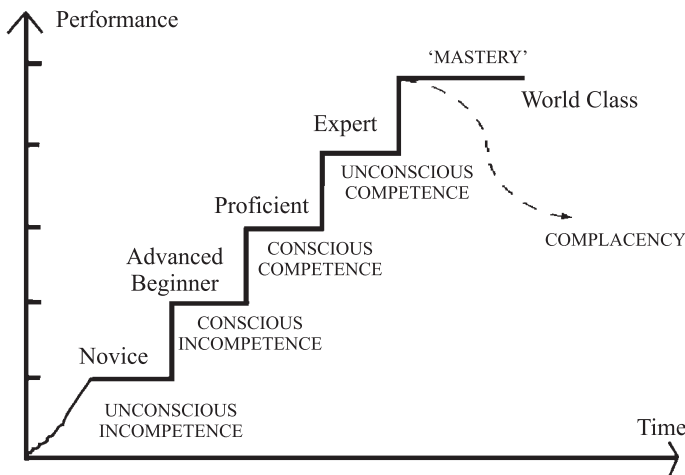 Performance
‘MASTERY’
World Class
Expert
UNCONSCIOUS
COMPETENCE
Proficient
COMPLACENCY
CONSCIOUS
COMPETENCE
Advanced
Beginner
CONSCIOUS
INCOMPETENCE
Novice
UNCONSCIOUS
INCOMPETENCE
Time